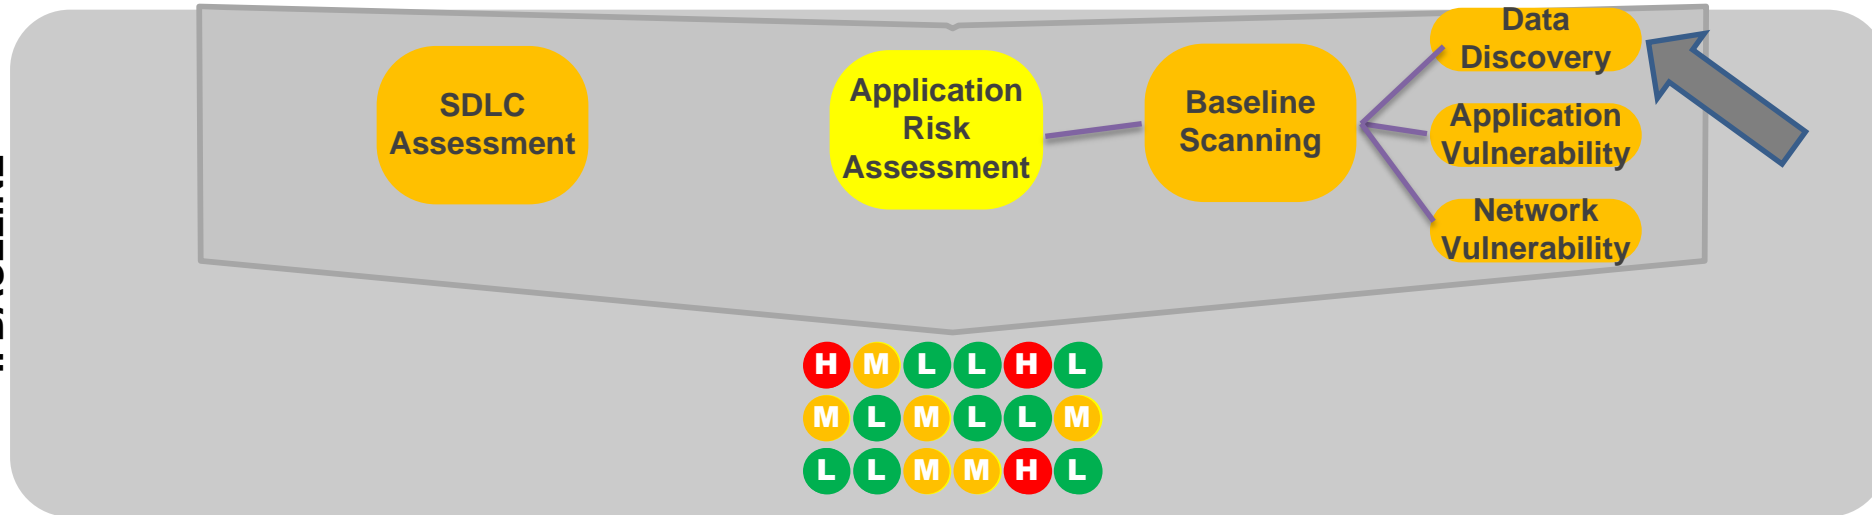 SDLC
Assessment
Application
Risk
Assessment
Baseline
Scanning
Data
Discovery
Application
Vulnerability
Network
Vulnerability
H M L L H L
M L M L L M
L L M M H L